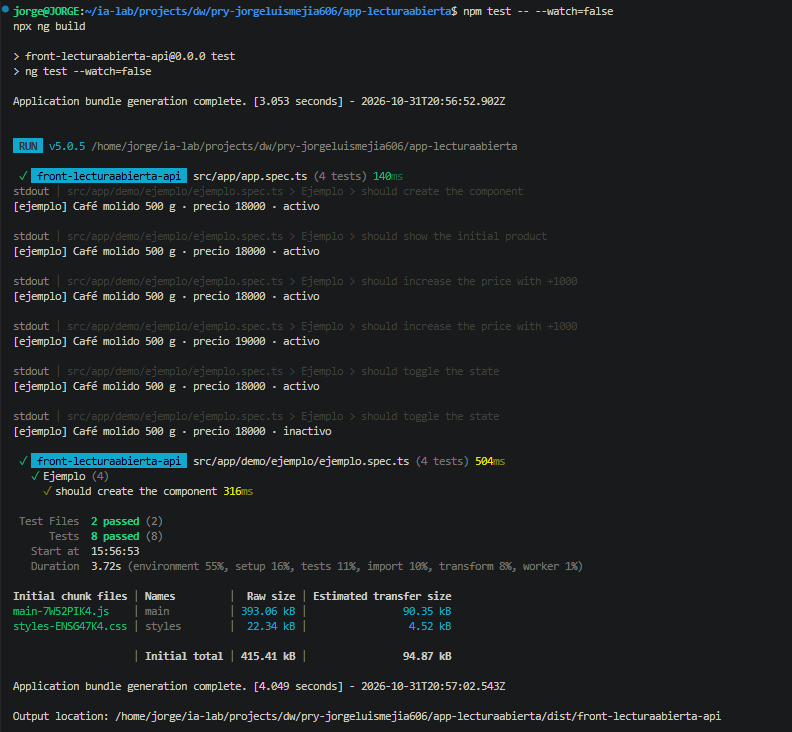 jorge@JORGE:~/ia-lab/projects/dw/pry-jorgeluismejia606/app-lecturaabierta$ npm test -- --watch=false
npx ng build
> front-lecturaabierta-api@0.0.0 test
> ng test --watch=false
Application bundle generation complete. [3.053 seconds] - 2026-10-31T20:56:52.902Z
RUN v5.0.5 /home/jorge/ia-lab/projects/dw/pry-jorgeluismejia606/app-lecturaabierta
✓ front-lecturaabierta-api src/app/app.spec.ts (4 tests) 140ms
stdout | src/app/demo/ejemplo/ejemplo.spec.ts > Ejemplo > should create the component
[ejemplo] Café molido 500 g · precio 18000 · activo
stdout | src/app/demo/ejemplo/ejemplo.spec.ts > Ejemplo > should show the initial product
[ejemplo] Café molido 500 g · precio 18000 · activo
stdout | src/app/demo/ejemplo/ejemplo.spec.ts > Ejemplo > should increase the price with +1000
[ejemplo] Café molido 500 g · precio 18000 · activo
stdout | src/app/demo/ejemplo/ejemplo.spec.ts > Ejemplo > should increase the price with +1000
[ejemplo] Café molido 500 g · precio 19000 · activo
stdout | src/app/demo/ejemplo/ejemplo.spec.ts > Ejemplo > should toggle the state
[ejemplo] Café molido 500 g · precio 18000 · activo
stdout | src/app/demo/ejemplo/ejemplo.spec.ts > Ejemplo > should toggle the state
[ejemplo] Café molido 500 g · precio 18000 · inactivo
✓ front-lecturaabierta-api src/app/demo/ejemplo/ejemplo.spec.ts (4 tests) 504ms
✓ Ejemplo (4)
✓ should create the component 316ms
Test Files 2 passed (2)
Tests 8 passed (8)
Start at 15:56:53
Duration 3.72s (environment 55%, setup 16%, tests 11%, import 10%, transform 8%, worker 1%)
Initial chunk files | Names | Raw size | Estimated transfer size
main-7W52PIK4.js | main | 393.06 kB | 90.35 kB
styles-ENSG47K4.css | styles | 22.34 kB | 4.52 kB
| Initial total | 415.41 kB | 94.87 kB
Application bundle generation complete. [4.049 seconds] - 2026-10-31T20:57:02.543Z
Output location: /home/jorge/ia-lab/projects/dw/pry-jorgeluismejia606/app-lecturaabierta/dist/front-lecturaabierta-api